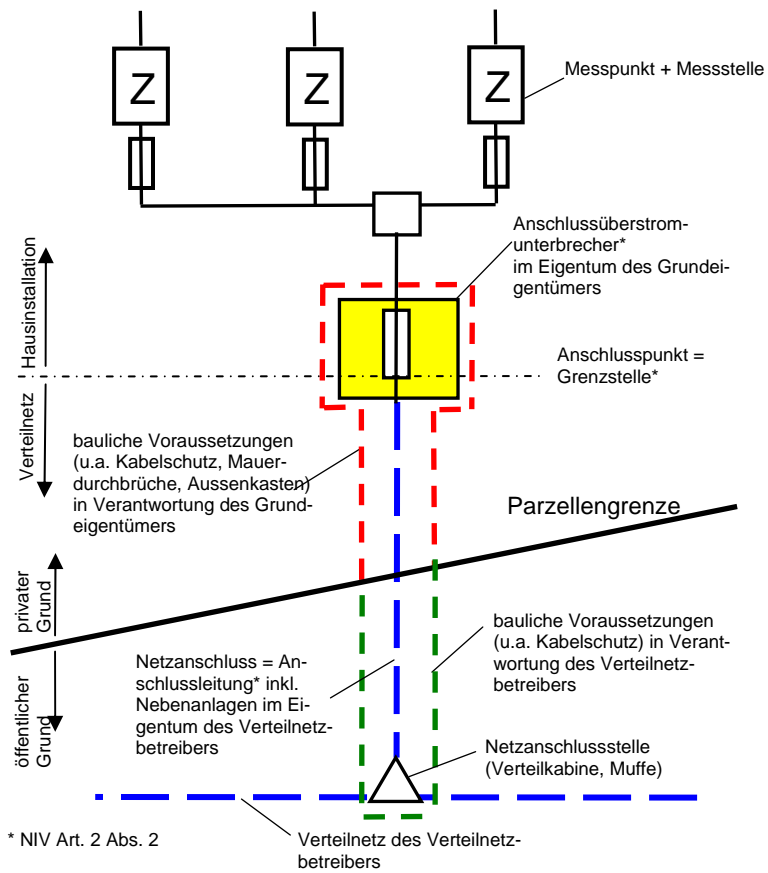 Z
Z
Z
Messpunkt + Messstelle
Anschlussüberstrom-
unterbrecher*
im Eigentum des Grundei-
gentümers
Hausinstallation
Anschlusspunkt =
Grenzstelle*
Verteilnetz
bauliche Voraussetzungen
(u.a. Kabelschutz, Mauer-
durchbrüche, Aussenkasten)
in Verantwortung des Grund-
eigentümers
Parzellengrenze
privater
Grund
bauliche Voraussetzungen
(u.a. Kabelschutz) in Verant-
wortung des Verteilnetz-
betreibers
Netzanschluss = An-
schlussleitung* inkl.
Nebenanlagen im Ei-
gentum des Verteilnetz-
betreibers
öffentlicher
Grund
Netzanschlussstelle
(Verteilkabine, Muffe)
* NIV Art. 2 Abs. 2
Verteilnetz des Verteilnetz-
betreibers